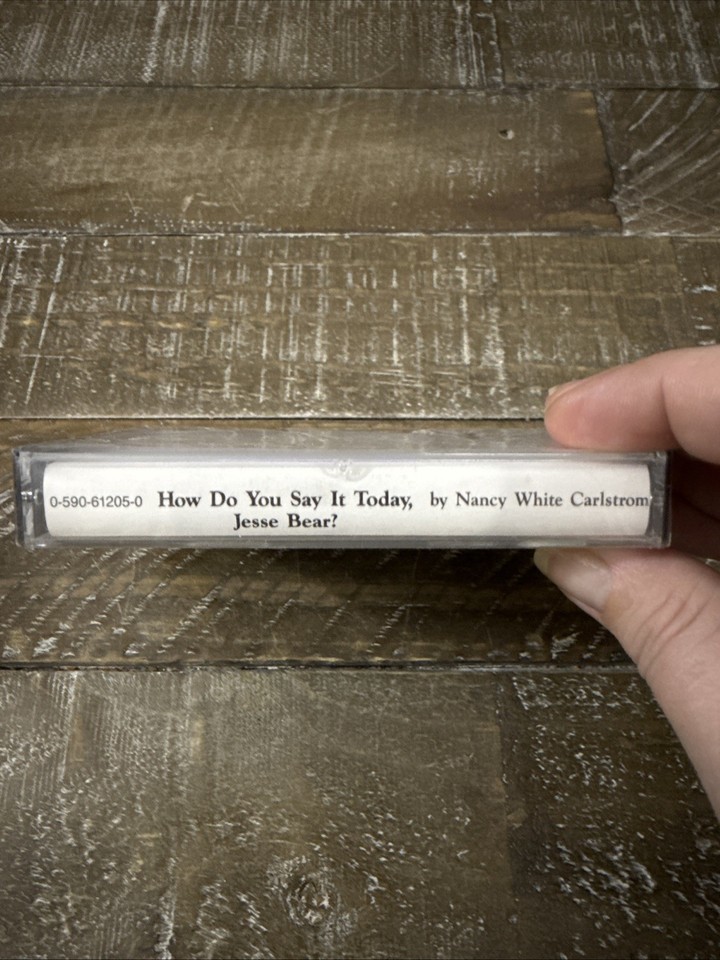 0-590-61205-0 How Do You Say It Today, by Nancy White Carlstrom
Jesse Bear?